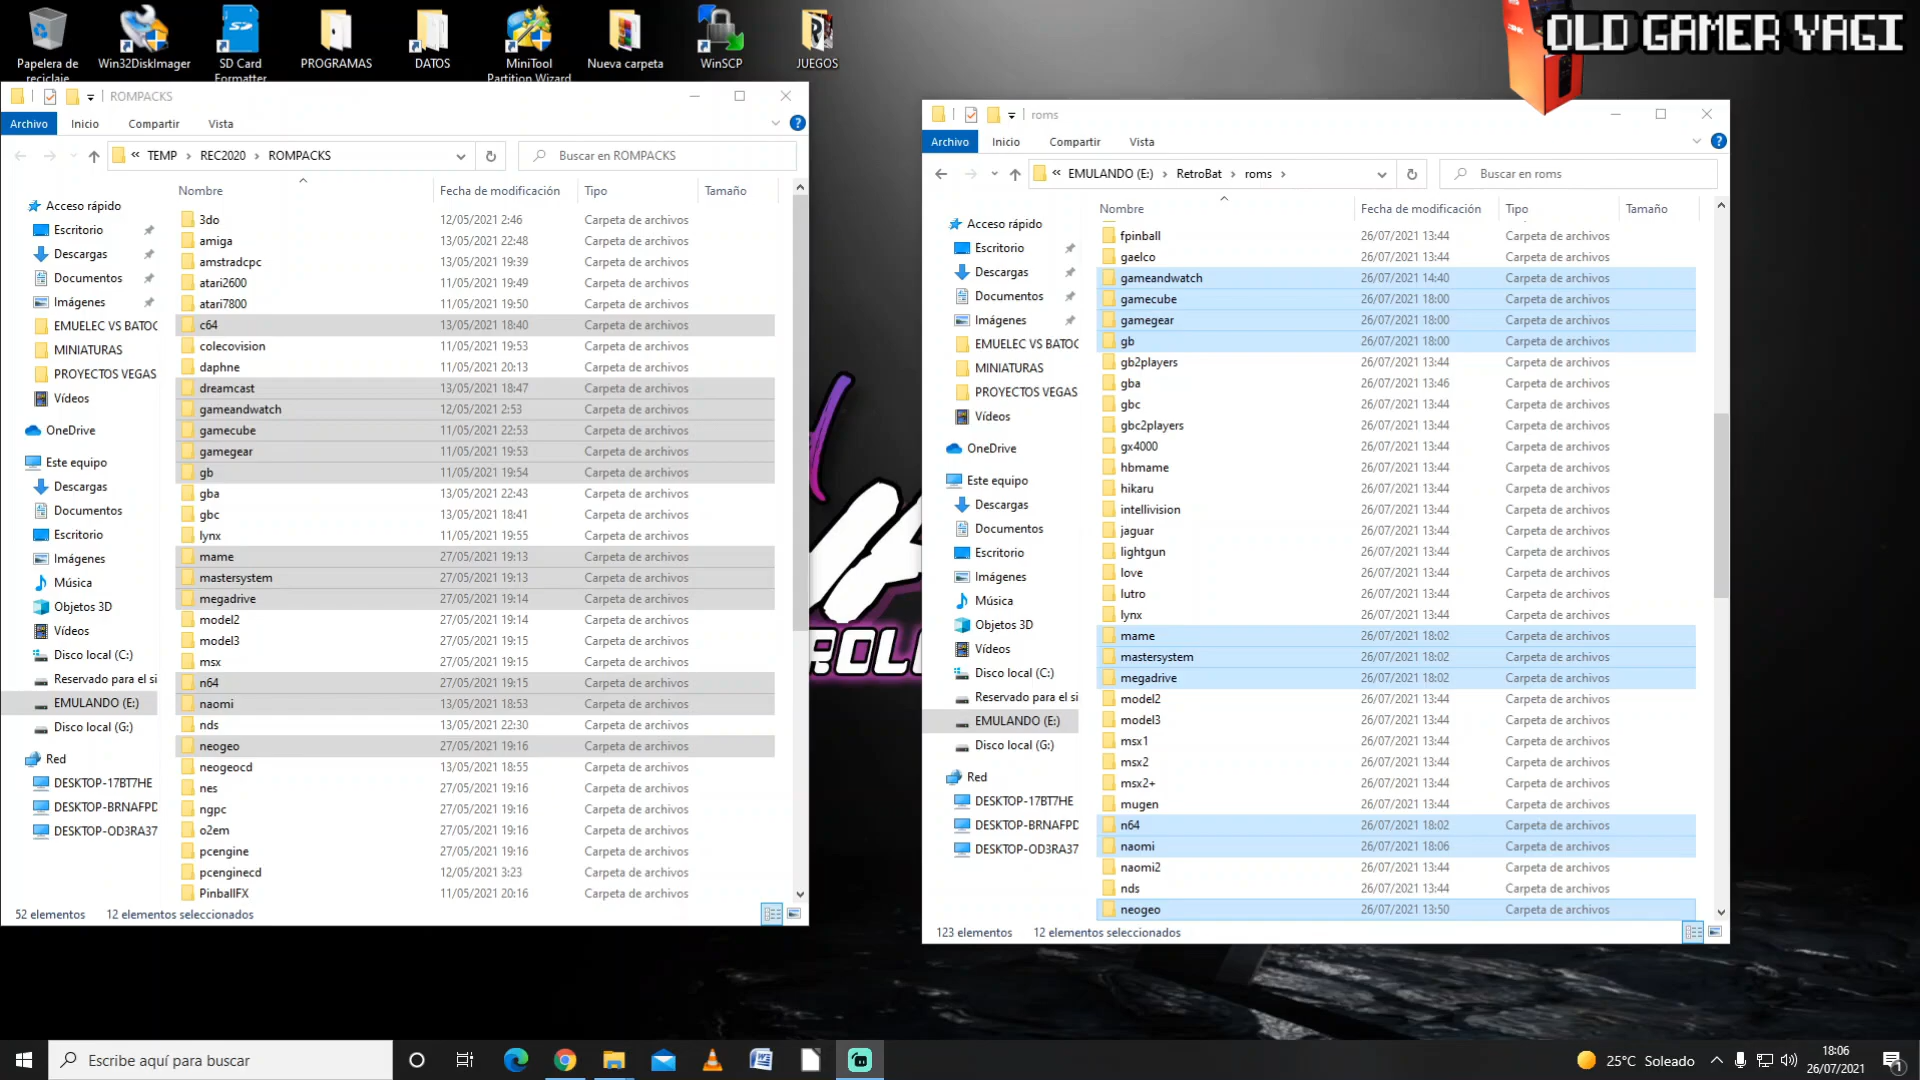 OLD GAMER YAGI
Papelera de
reciclaje
Win32DiskImager
SD Card
Formatter
PROGRAMAS
DATOS
MiniTool
Partition Wizard
Nueva carpeta
WinSCP
JUEGOS
ROMPACKS
Archivo Inicio Compartir Vista
« TEMP › REC2020 › ROMPACKS
Buscar en ROMPACKS
Nombre Fecha de modificación Tipo Tamaño
Acceso rápido
Escritorio
Descargas
Documentos
Imágenes
EMUELEC VS BATOC
MINIATURAS
PROYECTOS VEGAS
Vídeos
OneDrive
Este equipo
Descargas
Documentos
Escritorio
Imágenes
Música
Objetos 3D
Vídeos
Disco local (C:)
Reservado para el si
EMULANDO (E:)
Disco local (G:)
Red
DESKTOP-17BT7HE
DESKTOP-BRNAFPD
DESKTOP-OD3RA37
3do 12/05/2021 2:46 Carpeta de archivos
amiga 13/05/2021 22:48 Carpeta de archivos
amstradcpc 13/05/2021 19:39 Carpeta de archivos
atari2600 11/05/2021 19:49 Carpeta de archivos
atari7800 11/05/2021 19:50 Carpeta de archivos
c64 13/05/2021 18:40 Carpeta de archivos
colecovision 11/05/2021 19:53 Carpeta de archivos
daphne 11/05/2021 20:13 Carpeta de archivos
dreamcast 13/05/2021 18:47 Carpeta de archivos
gameandwatch 12/05/2021 2:53 Carpeta de archivos
gamecube 11/05/2021 22:53 Carpeta de archivos
gamegear 11/05/2021 19:53 Carpeta de archivos
gb 11/05/2021 19:54 Carpeta de archivos
gba 13/05/2021 22:43 Carpeta de archivos
gbc 13/05/2021 18:41 Carpeta de archivos
lynx 11/05/2021 19:55 Carpeta de archivos
mame 27/05/2021 19:13 Carpeta de archivos
mastersystem 27/05/2021 19:13 Carpeta de archivos
megadrive 27/05/2021 19:14 Carpeta de archivos
model2 27/05/2021 19:14 Carpeta de archivos
model3 27/05/2021 19:15 Carpeta de archivos
msx 27/05/2021 19:15 Carpeta de archivos
n64 27/05/2021 19:15 Carpeta de archivos
naomi 13/05/2021 18:53 Carpeta de archivos
nds 13/05/2021 22:30 Carpeta de archivos
neogeo 27/05/2021 19:16 Carpeta de archivos
neogeocd 13/05/2021 18:55 Carpeta de archivos
nes 27/05/2021 19:16 Carpeta de archivos
ngpc 27/05/2021 19:16 Carpeta de archivos
o2em 27/05/2021 19:16 Carpeta de archivos
pcengine 27/05/2021 19:16 Carpeta de archivos
pcenginecd 12/05/2021 3:23 Carpeta de archivos
PinballFX 11/05/2021 20:16 Carpeta de archivos
52 elementos 12 elementos seleccionados
roms
Archivo Inicio Compartir Vista
« EMULANDO (E:) › RetroBat › roms ›
Buscar en roms
Nombre Fecha de modificación Tipo Tamaño
Acceso rápido
Escritorio
Descargas
Documentos
Imágenes
EMUELEC VS BATOC
MINIATURAS
PROYECTOS VEGAS
Vídeos
OneDrive
Este equipo
Descargas
Documentos
Escritorio
Imágenes
Música
Objetos 3D
Vídeos
Disco local (C:)
Reservado para el si
EMULANDO (E:)
Disco local (G:)
Red
DESKTOP-17BT7HE
DESKTOP-BRNAFPD
DESKTOP-OD3RA37
fpinball 26/07/2021 13:44 Carpeta de archivos
gaelco 26/07/2021 13:44 Carpeta de archivos
gameandwatch 26/07/2021 14:40 Carpeta de archivos
gamecube 26/07/2021 18:00 Carpeta de archivos
gamegear 26/07/2021 18:00 Carpeta de archivos
gb 26/07/2021 18:00 Carpeta de archivos
gb2players 26/07/2021 13:44 Carpeta de archivos
gba 26/07/2021 13:46 Carpeta de archivos
gbc 26/07/2021 13:44 Carpeta de archivos
gbc2players 26/07/2021 13:44 Carpeta de archivos
gx4000 26/07/2021 13:44 Carpeta de archivos
hbmame 26/07/2021 13:44 Carpeta de archivos
hikaru 26/07/2021 13:44 Carpeta de archivos
intellivision 26/07/2021 13:44 Carpeta de archivos
jaguar 26/07/2021 13:44 Carpeta de archivos
lightgun 26/07/2021 13:44 Carpeta de archivos
love 26/07/2021 13:44 Carpeta de archivos
lutro 26/07/2021 13:44 Carpeta de archivos
lynx 26/07/2021 13:44 Carpeta de archivos
mame 26/07/2021 18:02 Carpeta de archivos
mastersystem 26/07/2021 18:02 Carpeta de archivos
megadrive 26/07/2021 18:02 Carpeta de archivos
model2 26/07/2021 13:44 Carpeta de archivos
model3 26/07/2021 13:44 Carpeta de archivos
msx1 26/07/2021 13:44 Carpeta de archivos
msx2 26/07/2021 13:44 Carpeta de archivos
msx2+ 26/07/2021 13:44 Carpeta de archivos
mugen 26/07/2021 13:44 Carpeta de archivos
n64 26/07/2021 18:02 Carpeta de archivos
naomi 26/07/2021 18:06 Carpeta de archivos
naomi2 26/07/2021 13:44 Carpeta de archivos
nds 26/07/2021 13:44 Carpeta de archivos
neogeo 26/07/2021 13:50 Carpeta de archivos
123 elementos 12 elementos seleccionados
Escribe aquí para buscar
25°C Soleado
18:06
26/07/2021
1